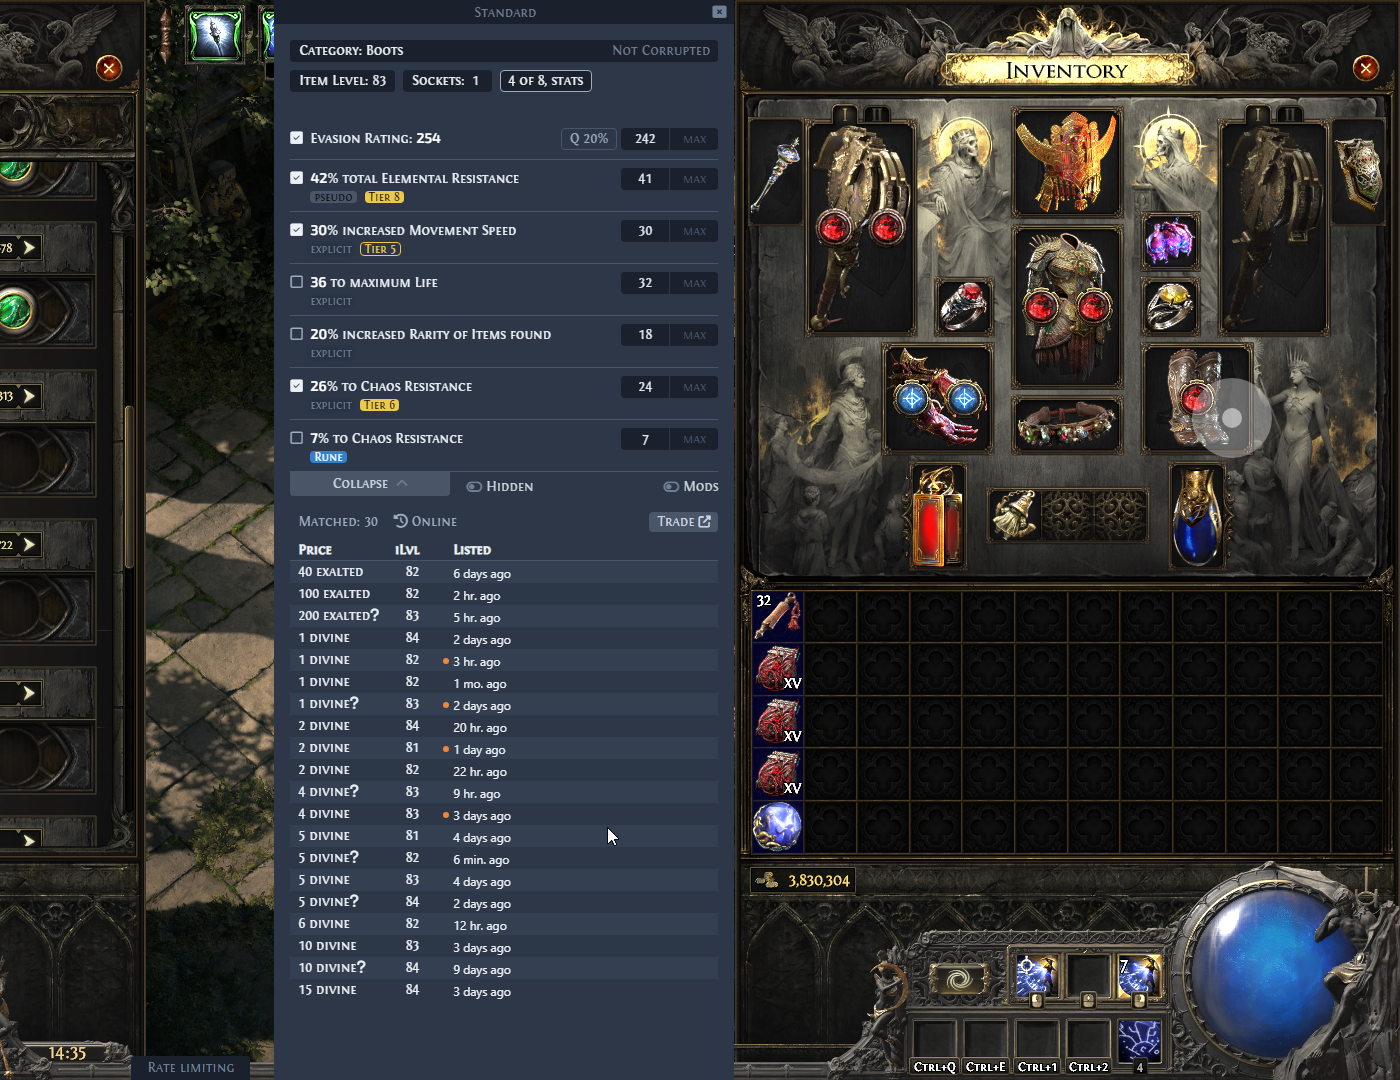 Standard
Category: Boots
Not Corrupted
Item Level: 83
Sockets: 1
4 of 8, stats
Evasion Rating: 254
Q 20%
242
MAX
42% total Elemental Resistance
41
MAX
pseudo
Tier 8
30% increased Movement Speed
30
MAX
explicit
Tier 5
36 to maximum Life
32
MAX
explicit
20% increased Rarity of Items found
18
MAX
explicit
26% to Chaos Resistance
24
MAX
explicit
Tier 6
7% to Chaos Resistance
7
MAX
Rune
Collapse
Hidden
Mods
Matched: 30
Online
Trade
Price iLvl Listed
40 exalted 82 6 days ago
100 exalted 82 2 hr. ago
200 exalted? 83 5 hr. ago
1 divine 84 2 days ago
1 divine 82 3 hr. ago
1 divine 82 1 mo. ago
1 divine? 83 2 days ago
2 divine 84 20 hr. ago
2 divine 81 1 day ago
2 divine 82 22 hr. ago
4 divine? 83 9 hr. ago
4 divine 83 3 days ago
5 divine 81 4 days ago
5 divine? 82 6 min. ago
5 divine 83 4 days ago
5 divine? 84 2 days ago
6 divine 82 12 hr. ago
10 divine 83 3 days ago
10 divine? 84 9 days ago
15 divine 84 3 days ago
Inventory
I
I
32
XV
XV
XV
3,830,304
7
Ctrl+Q
Ctrl+E
Ctrl+1
Ctrl+2
4
78
313
722
14:35
Rate limiting